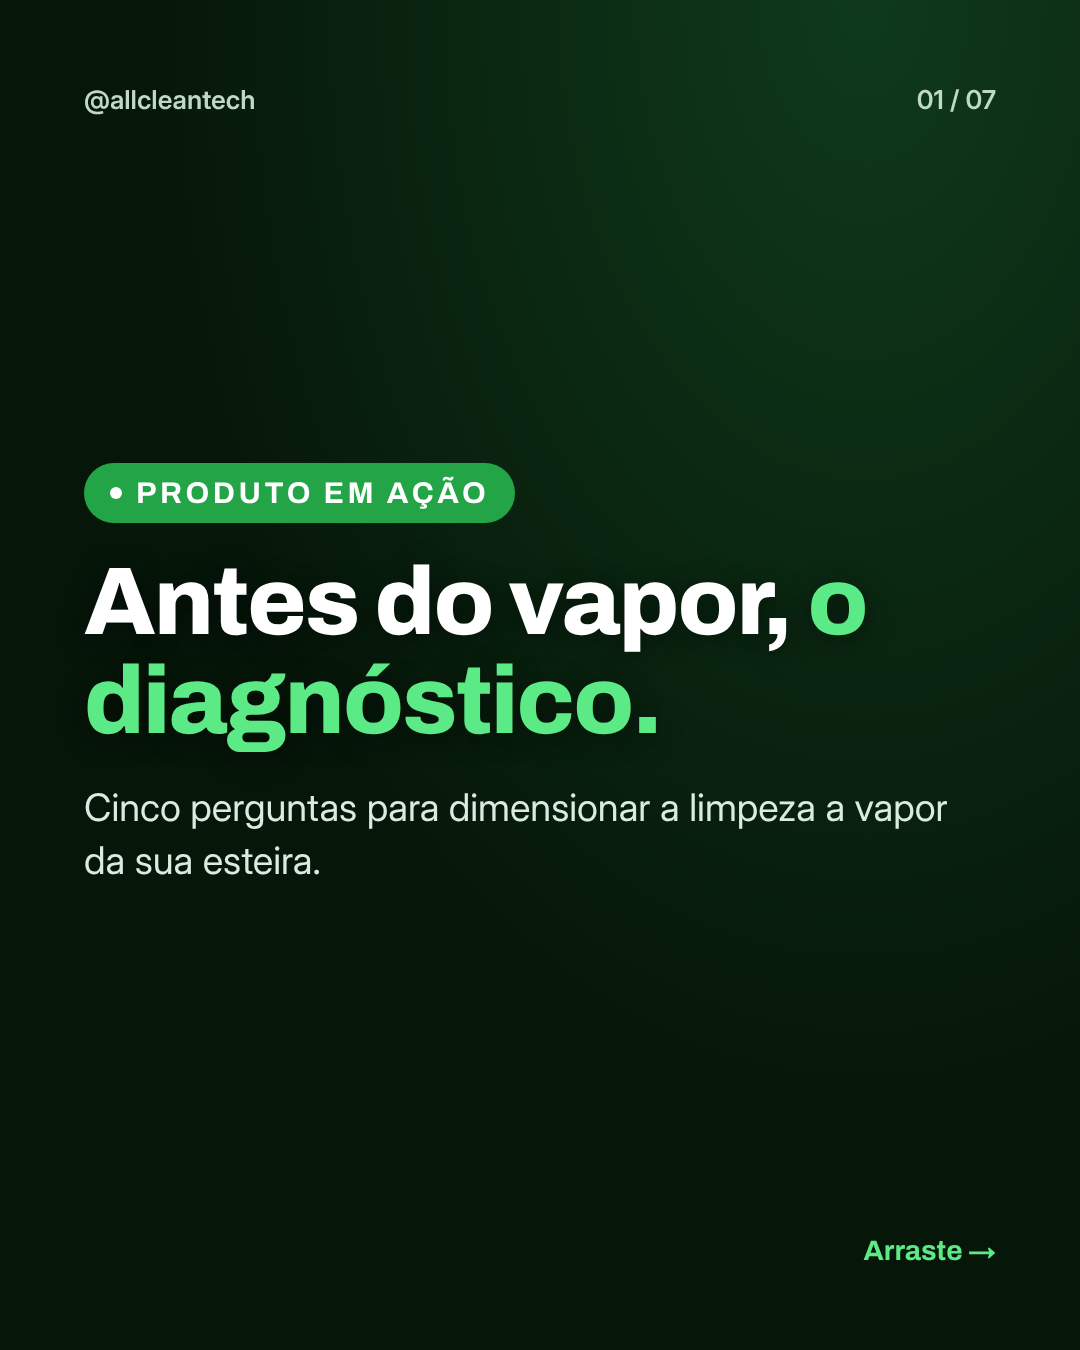 @allcleantech
01 / 07
• PRODUTO EM AÇÃO
Antes do vapor, o
diagnóstico.
Cinco perguntas para dimensionar a limpeza a vapor
da sua esteira.
Arraste →